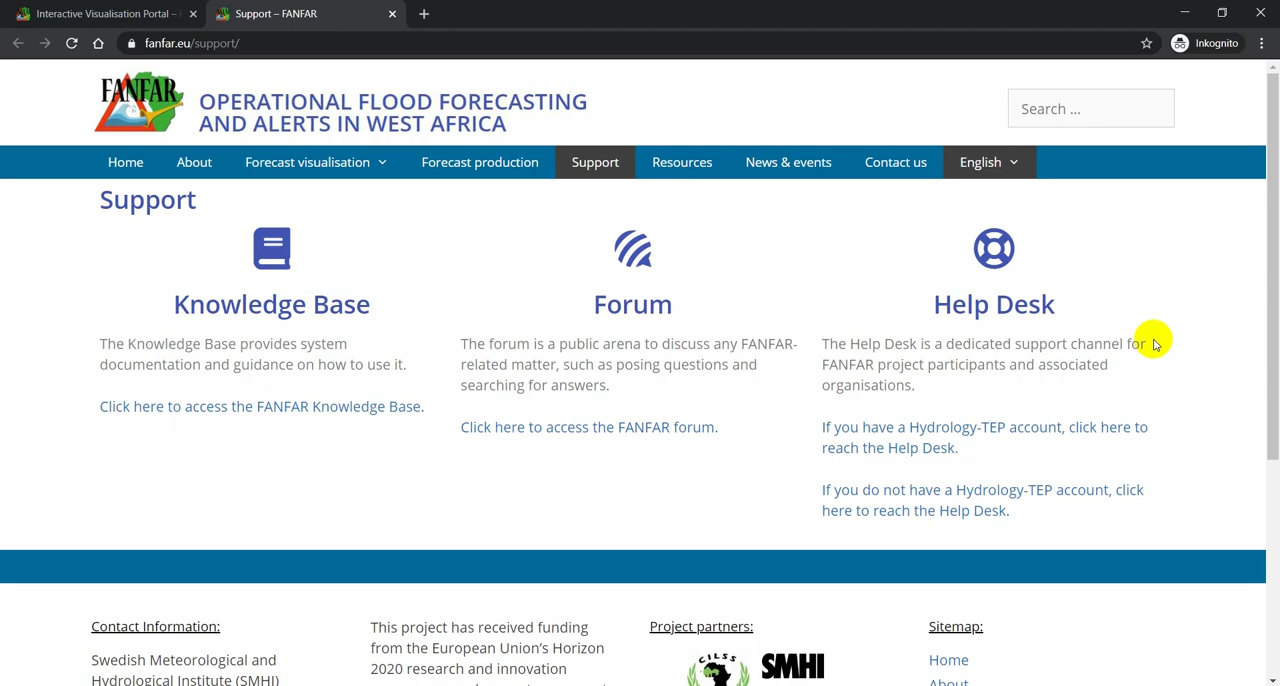 Interactive Visualisation Portal –
Support – FANFAR
fanfar.eu/support/
Inkognito
FANFAR
OPERATIONAL FLOOD FORECASTING
AND ALERTS IN WEST AFRICA
Search ...
Home
About
Forecast visualisation
Forecast production
Support
Resources
News & events
Contact us
English
Support
Knowledge Base
The Knowledge Base provides system
documentation and guidance on how to use it.
Click here to access the FANFAR Knowledge Base.
Forum
The forum is a public arena to discuss any FANFAR-
related matter, such as posing questions and
searching for answers.
Click here to access the FANFAR forum.
Help Desk
The Help Desk is a dedicated support channel for
FANFAR project participants and associated
organisations.
If you have a Hydrology-TEP account, click here to
reach the Help Desk.
If you do not have a Hydrology-TEP account, click
here to reach the Help Desk.
Contact Information:
Swedish Meteorological and
Hydrological Institute (SMHI)
This project has received funding
from the European Union's Horizon
2020 research and innovation
Project partners:
CILSS
SMHI
Sitemap:
Home
About